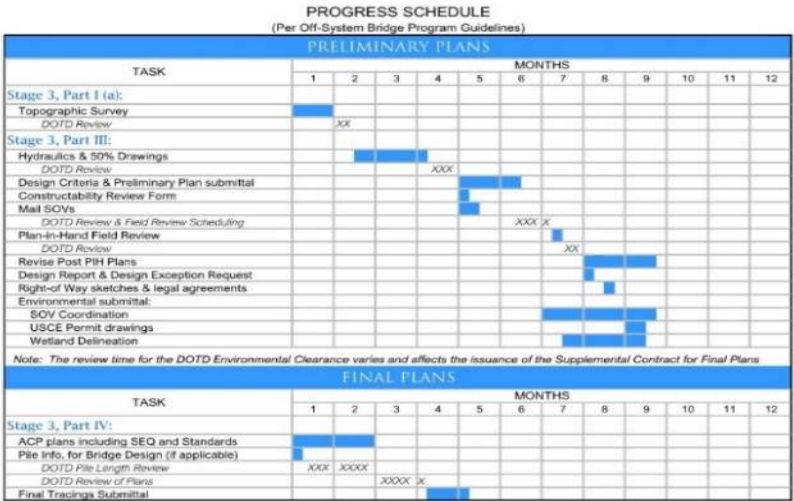 PROGRESS SCHEDULE
(Per Off-System Bridge Program Guidelines)
PRELIMINARY PLANS
TASK
MONTHS
1 2 3 4 5 6 7 8 9 10 11 12
Stage 3, Part I (a):
Topographic Survey
DOTD Review XX
Stage 3, Part III:
Hydraulics & 50% Drawings
DOTD Review XXX
Design Criteria & Preliminary Plan submittal
Constructability Review Form
Mail SOVs
DOTD Review & Field Review Scheduling XXX X
Plan-in-Hand Field Review
DOTD Review XX
Revise Post PIH Plans
Design Report & Design Exception Request
Right-of Way sketches & legal agreements
Environmental submittal:
SOV Coordination
USCE Permit drawings
Wetland Delineation
Note: The review time for the DOTD Environmental Clearance varies and affects the issuance of the Supplemental Contract for Final Plans
FINAL PLANS
TASK
MONTHS
1 2 3 4 5 6 7 8 9 10 11 12
Stage 3, Part IV:
ACP plans including SEQ and Standards
Pile Info. for Bridge Design (if applicable)
DOTD Pile Length Review XXX XXXX
DOTD Review of Plans XXXX X
Final Tracings Submittal